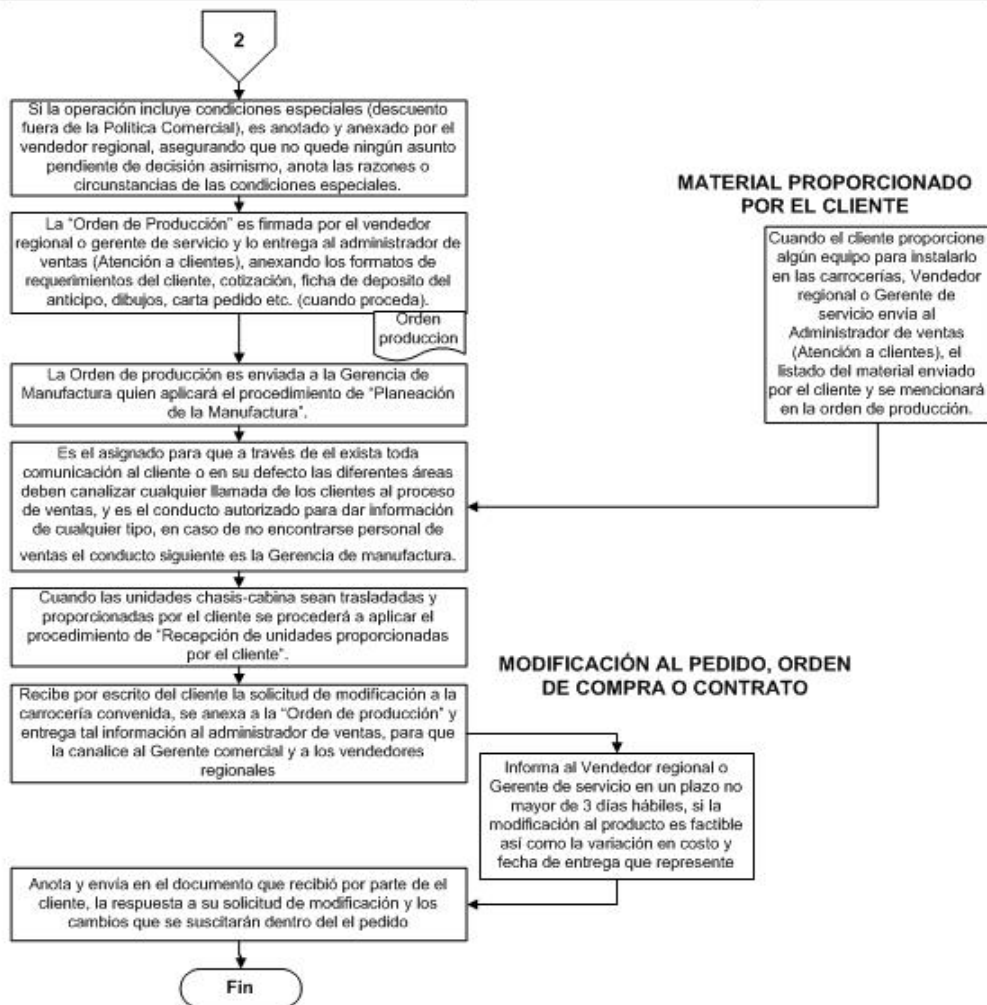 2
Si la operación incluye condiciones especiales (descuento
fuera de la Política Comercial), es anotado y anexado por el
vendedor regional, asegurando que no quede ningún asunto
pendiente de decisión asimismo, anota las razones o
circunstancias de las condiciones especiales.
La “Orden de Producción” es firmada por el vendedor
regional o gerente de servicio y lo entrega al administrador de
ventas (Atención a clientes), anexando los formatos de
requerimientos del cliente, cotización, ficha de deposito del
anticipo, dibujos, carta pedido etc. (cuando proceda).
Orden
produccion
MATERIAL PROPORCIONADO
POR EL CLIENTE
Cuando el cliente proporcione
algún equipo para instalarlo
en las carrocerías, Vendedor
regional o Gerente de
servicio envía al
Administrador de ventas
(Atención a clientes), el
listado del material enviado
por el cliente y se mencionará
en la orden de producción.
La Orden de producción es enviada a la Gerencia de
Manufactura quien aplicará el procedimiento de “Planeación
de la Manufactura”.
Es el asignado para que a través de el exista toda
comunicación al cliente o en su defecto las diferentes áreas
deben canalizar cualquier llamada de los clientes al proceso
de ventas, y es el conducto autorizado para dar información
de cualquier tipo, en caso de no encontrarse personal de
ventas el conducto siguiente es la Gerencia de manufactura.
Cuando las unidades chasis-cabina sean trasladadas y
proporcionadas por el cliente se procederá a aplicar el
procedimiento de “Recepción de unidades proporcionadas
por el cliente”.
MODIFICACIÓN AL PEDIDO, ORDEN
DE COMPRA O CONTRATO
Recibe por escrito del cliente la solicitud de modificación a la
carrocería convenida, se anexa a la “Orden de producción” y
entrega tal información al administrador de ventas, para que
la canalice al Gerente comercial y a los vendedores
regionales
Informa al Vendedor regional o
Gerente de servicio en un plazo no
mayor de 3 días hábiles, si la
modificación al producto es factible
así como la variación en costo y
fecha de entrega que represente
Anota y envía en el documento que recibió por parte de el
cliente, la respuesta a su solicitud de modificación y los
cambios que se suscitarán dentro del el pedido
Fin